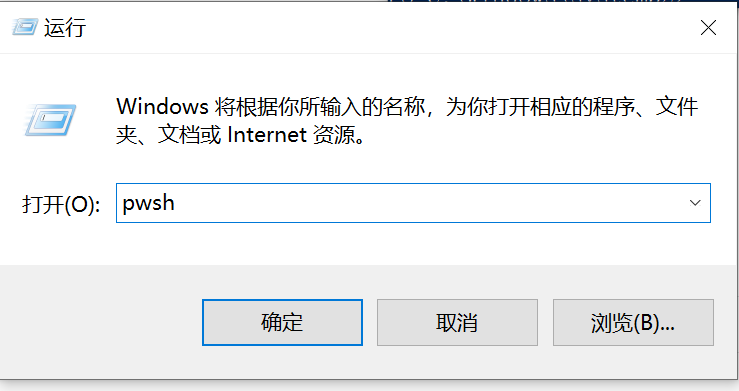 运行
Windows 将根据你所输入的名称，为你打开相应的程序、文件
夹、文档或 Internet 资源。
打开(O): pwsh
确定 取消 浏览(B)...